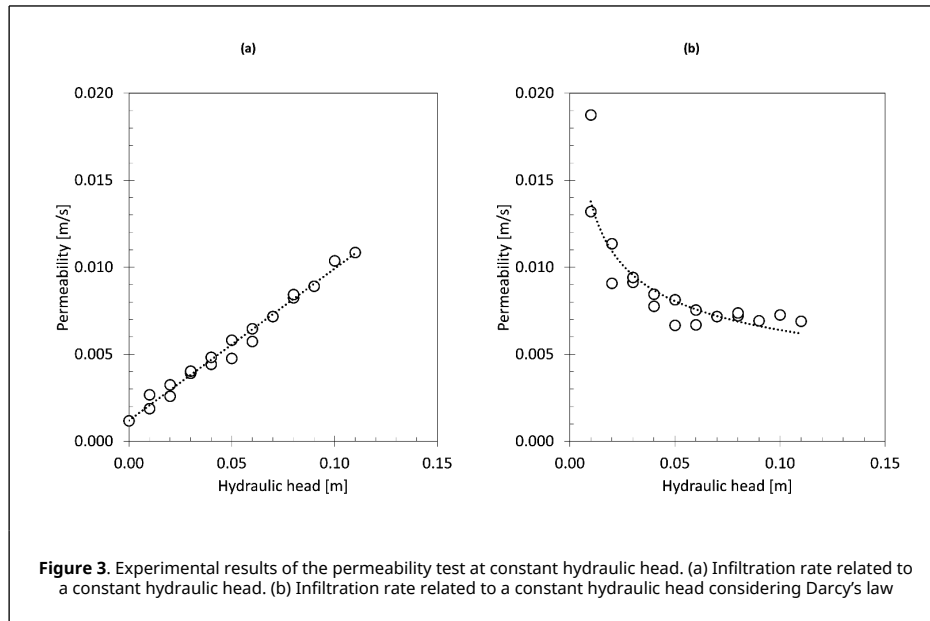 (a)
0.020
0.015
0.010
0.005
0.000
Permeability [m/s]
0.00 0.05 0.10 0.15
Hydraulic head [m]
(b)
0.020
0.015
0.010
0.005
0.000
Permeability [m/s]
0.00 0.05 0.10 0.15
Hydraulic head [m]
Figure 3. Experimental results of the permeability test at constant hydraulic head. (a) Infiltration rate related to
a constant hydraulic head. (b) Infiltration rate related to a constant hydraulic head considering Darcy’s law